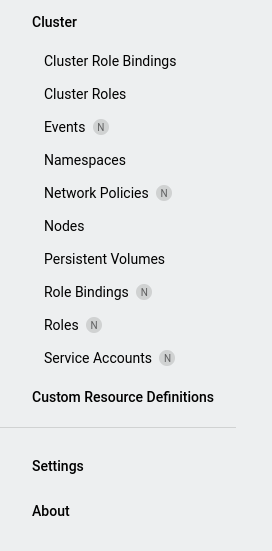 Cluster
Cluster Role Bindings
Cluster Roles
Events N
Namespaces
Network Policies N
Nodes
Persistent Volumes
Role Bindings N
Roles N
Service Accounts N
Custom Resource Definitions
Settings
About